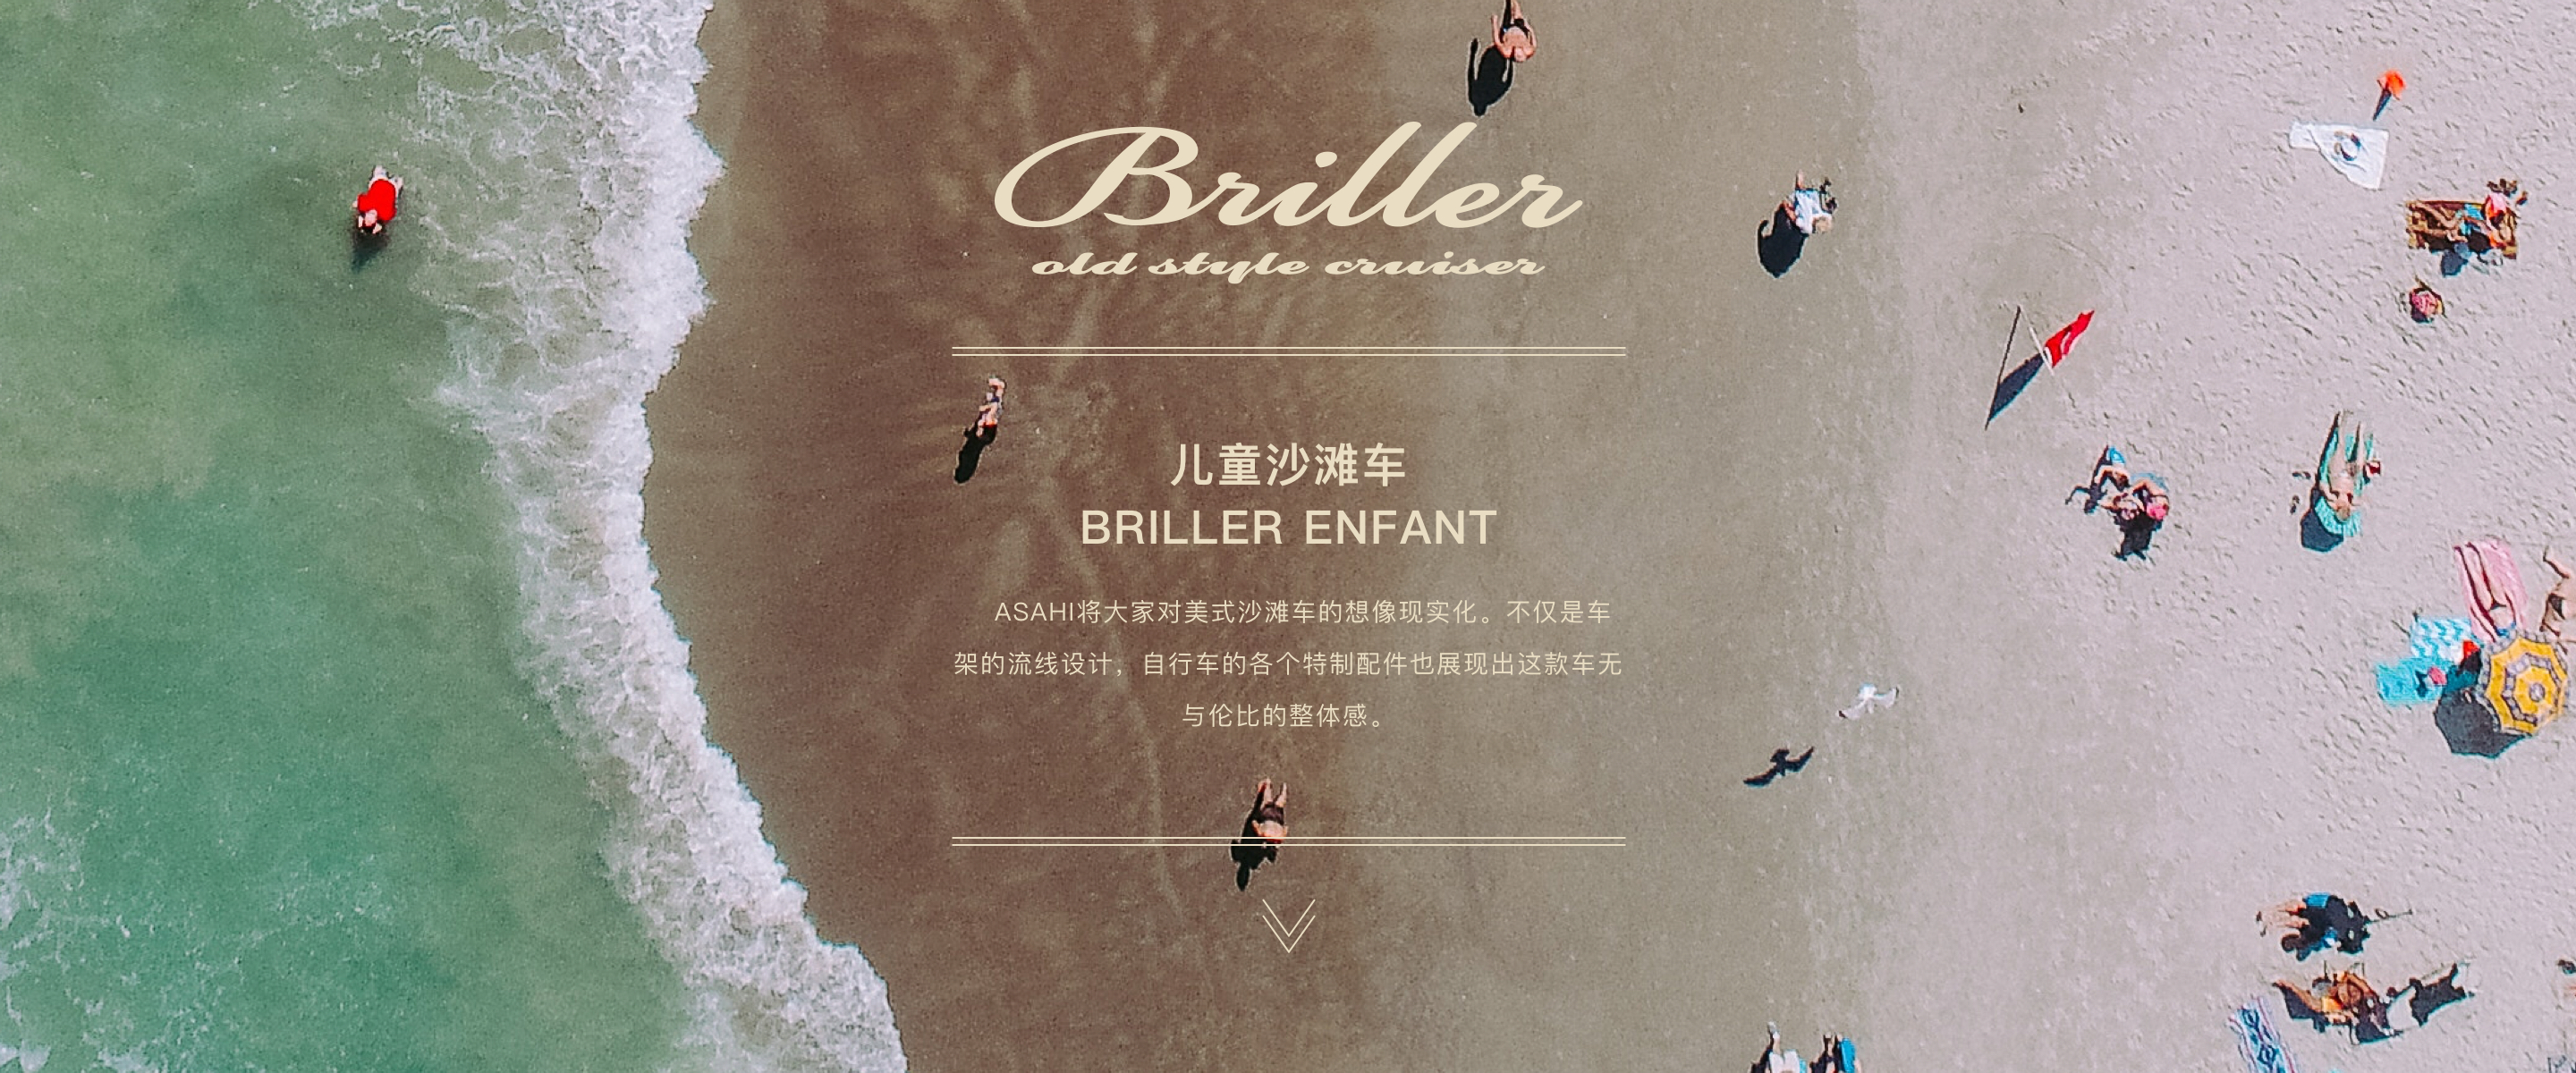 Briller
old style cruiser
儿童沙滩车
BRILLER ENFANT
ASAHI将大家对美式沙滩车的想像现实化。不仅是车
架的流线设计，自行车的各个特制配件也展现出这款车无
与伦比的整体感。